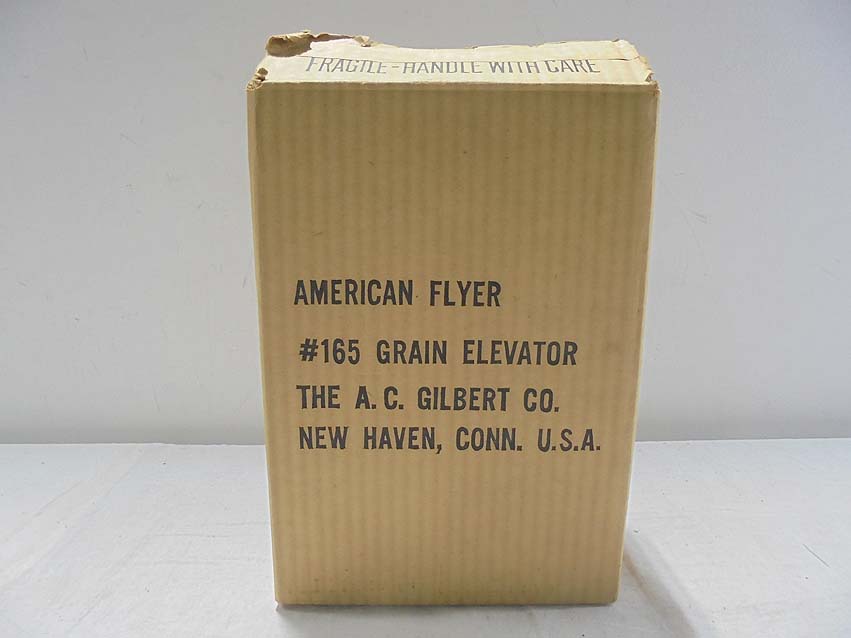 FRAGILE-HANDLE WITH CARE
AMERICAN FLYER
#165 GRAIN ELEVATOR
THE A.C. GILBERT CO.
NEW HAVEN, CONN. U.S.A.